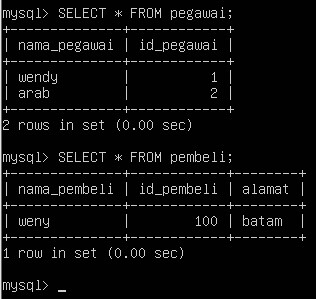 mysql> SELECT * FROM pegawai;
+--------------+------------+
| nama_pegawai | id_pegawai |
+--------------+------------+
| wendy        |          1 |
| arab         |          2 |
+--------------+------------+
2 rows in set (0.00 sec)
mysql> SELECT * FROM pembeli;
+--------------+------------+--------+
| nama_pembeli | id_pembeli | alamat |
+--------------+------------+--------+
| weny         |        100 | batam  |
+--------------+------------+--------+
1 row in set (0.00 sec)
mysql> _